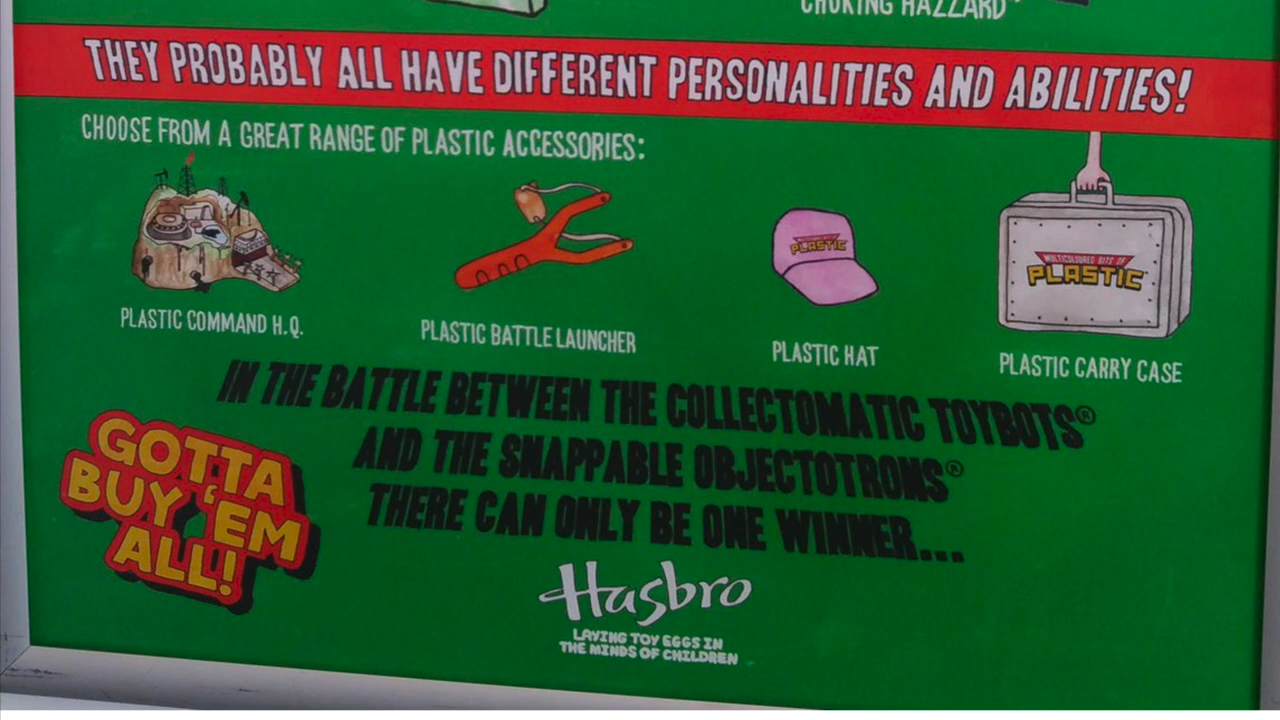 CHOKING HAZZARD
THEY PROBABLY ALL HAVE DIFFERENT PERSONALITIES AND ABILITIES!
CHOOSE FROM A GREAT RANGE OF PLASTIC ACCESSORIES:
PLASTIC
MULTICOLOURED BITS OF
PLASTIC
PLASTIC COMMAND H.Q.
PLASTIC BATTLE LAUNCHER
PLASTIC HAT
PLASTIC CARRY CASE
IN THE BATTLE BETWEEN THE COLLECTOMATIC TOYBOTS®
AND THE SNAPPABLE OBJECTOTRONS®
THERE CAN ONLY BE ONE WINNER...
GOTTA
BUY 'EM
ALL!
Hasbro
LAYING TOY EGGS IN
THE MINDS OF CHILDREN